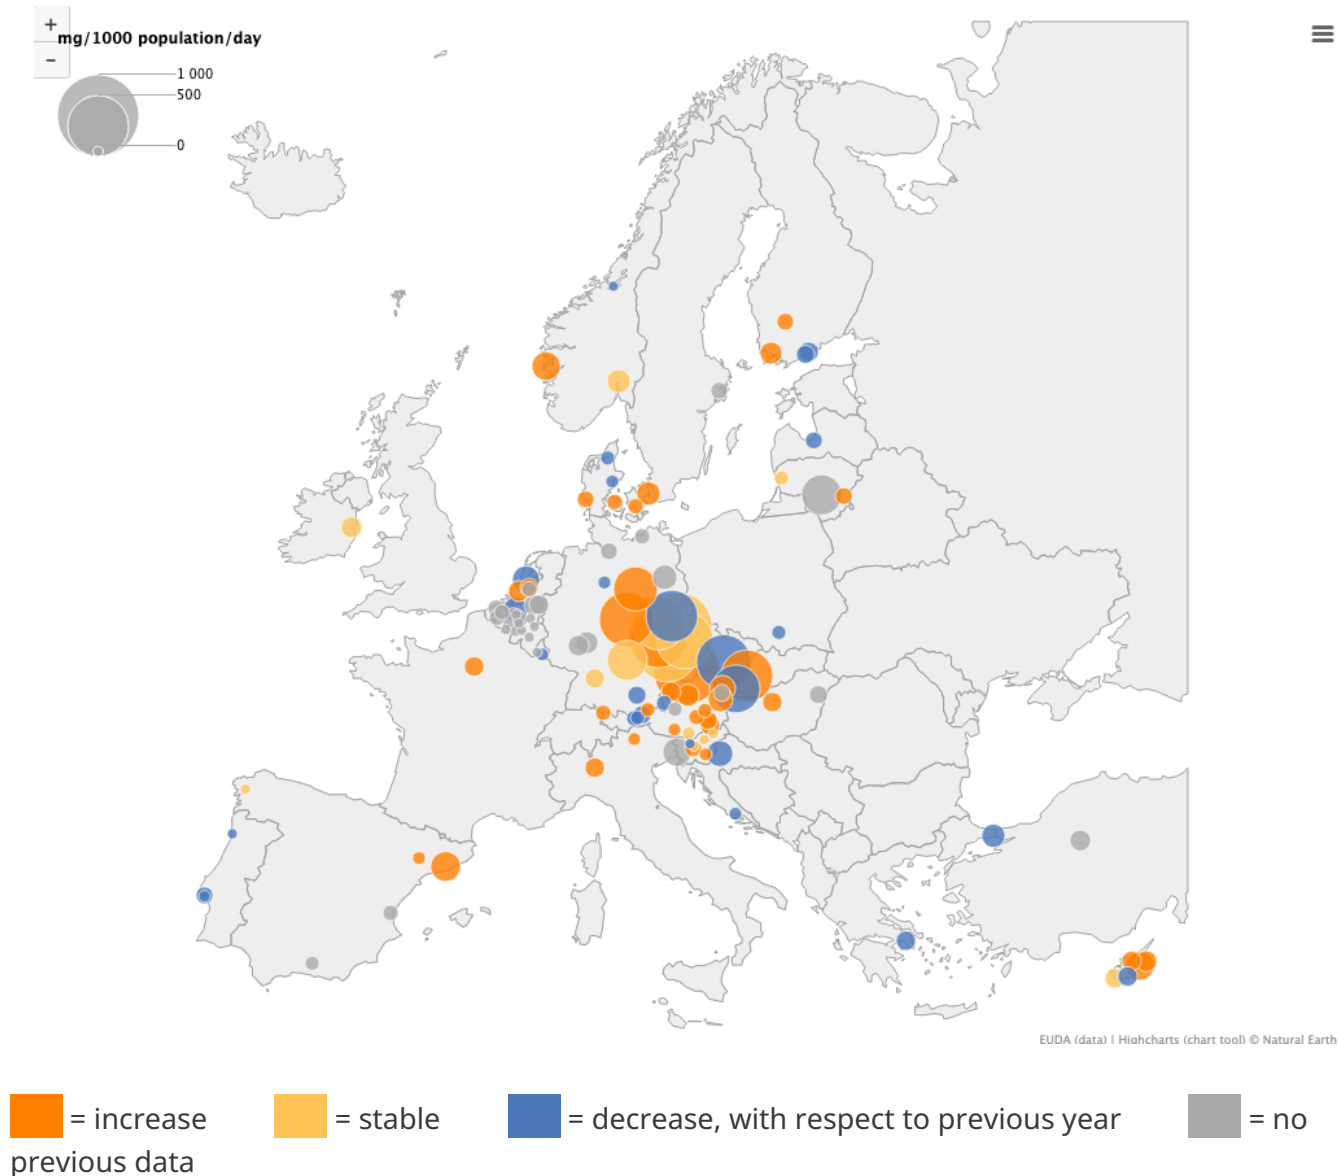 +
mg/1000 population/day
−
1 000
500
0
EUDA (data) | Highcharts (chart tool) © Natural Earth
= increase = stable = decrease, with respect to previous year = no
previous data